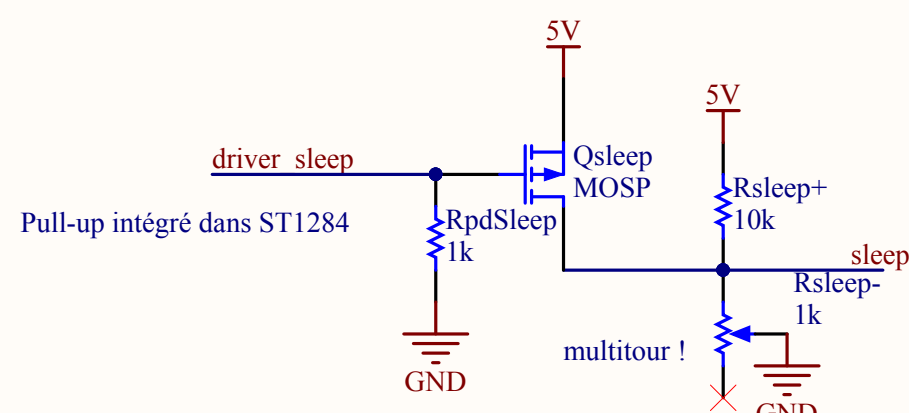 5V
5V
driver_sleep
Qsleep
MOSP
Rsleep+
10k
Pull-up intégré dans ST1284
RpdSleep
1k
sleep
Rsleep-
1k
multitour !
GND
GND